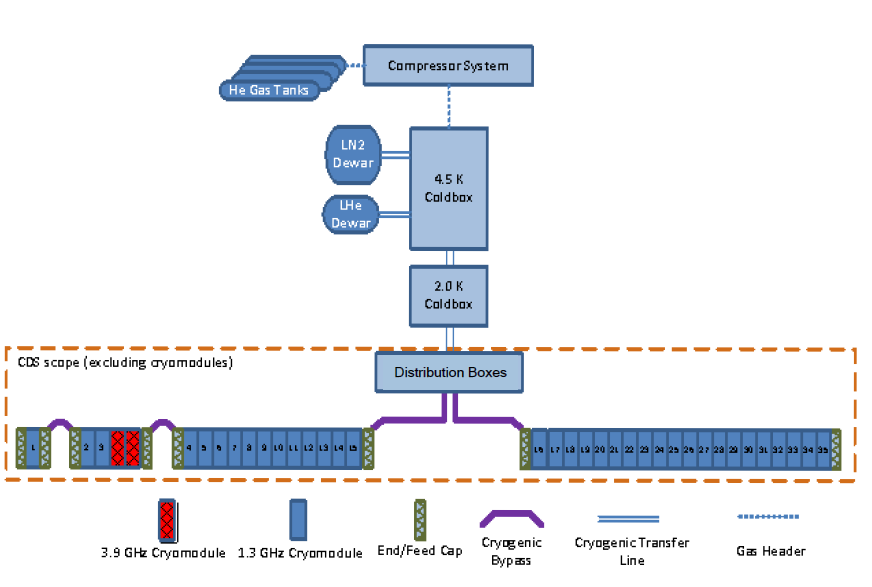 Compressor System
He Gas Tanks
LN2
Dewar
4.5 K
Coldbox
LHe
Dewar
2.0 K
Coldbox
CDS scope (excluding cryomodules)
Distribution Boxes
1 2 3 4 5 6 7 8 9 10 11 12 13 14 15 16 17 18 19 20 21 22 23 24 25 26 27 28 29 30 31 32 33 34 35
3.9 GHz Cryomodule
1.3 GHz Cryomodule
End/Feed Cap
Cryogenic
Bypass
Cryogenic Transfer
Line
Gas Header